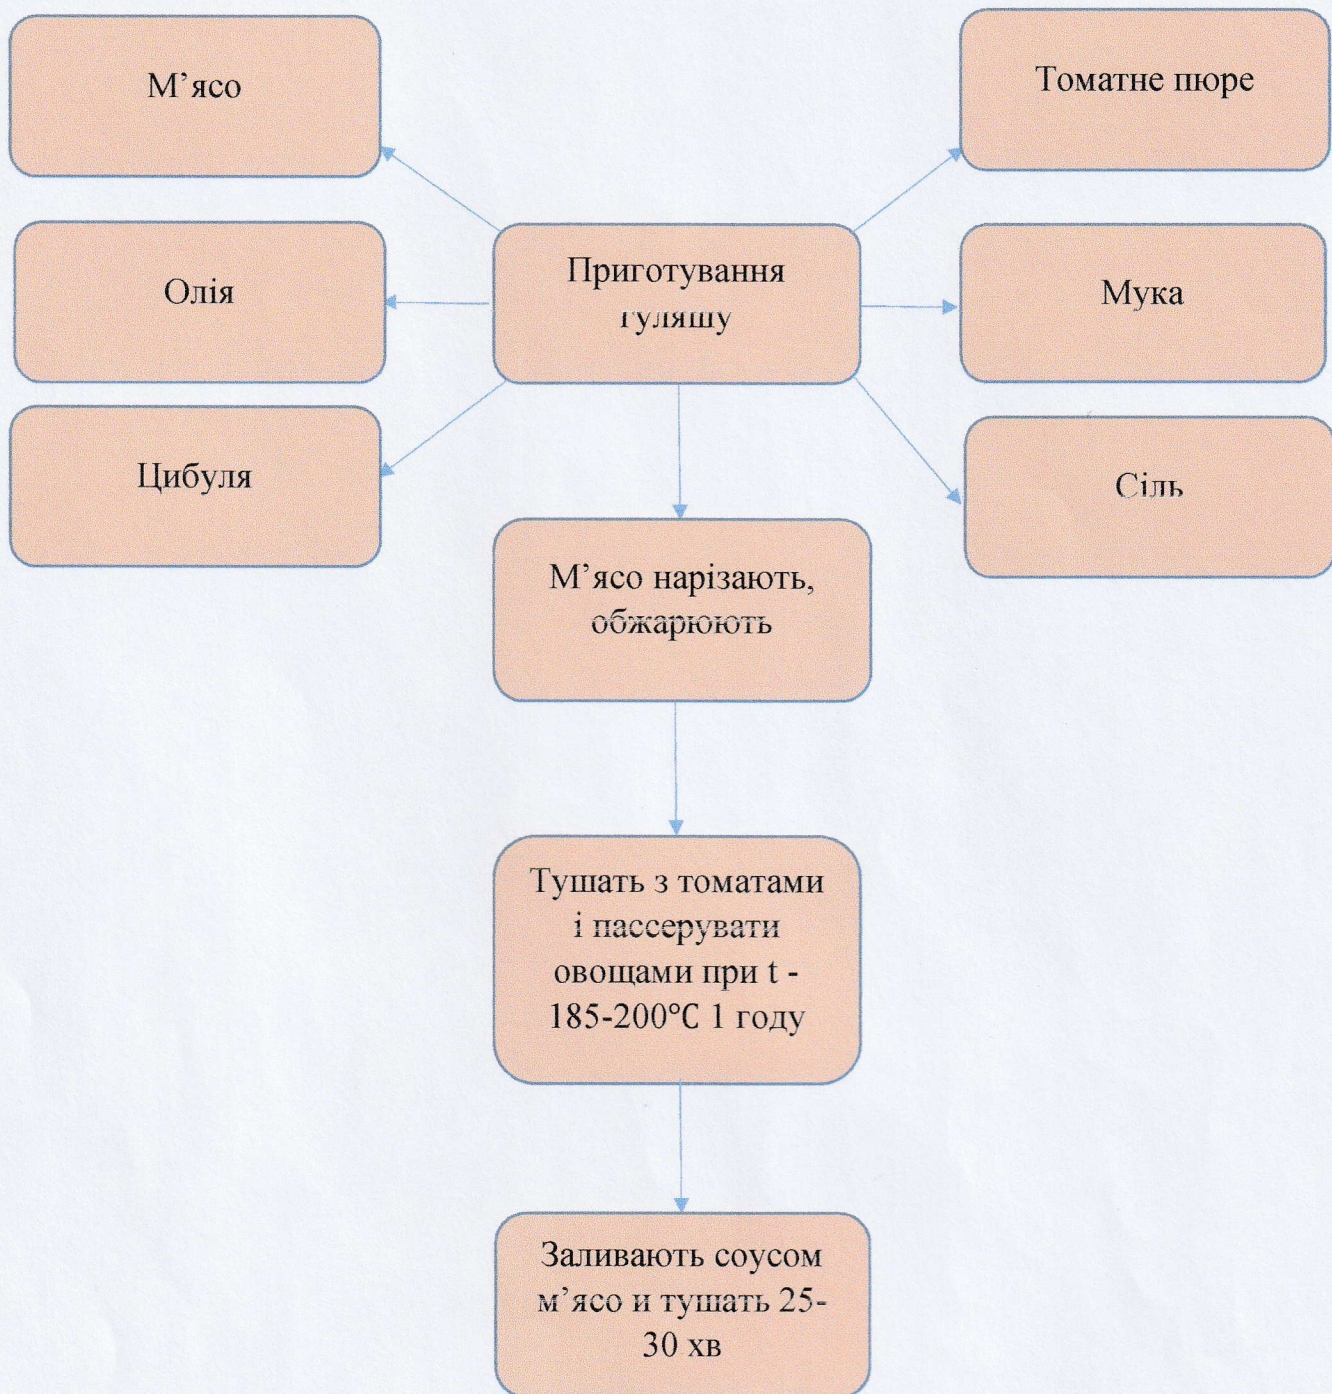 М’ясо
Томатне пюре
Олія
Приготування
гуляшу
Мука
Цибуля
Сіль
М’ясо нарізають,
обжарюють
Тушать з томатами
і пассерувати
овощами при t -
185-200℃ 1 году
Заливають соусом
м’ясо и тушать 25-
30 хв